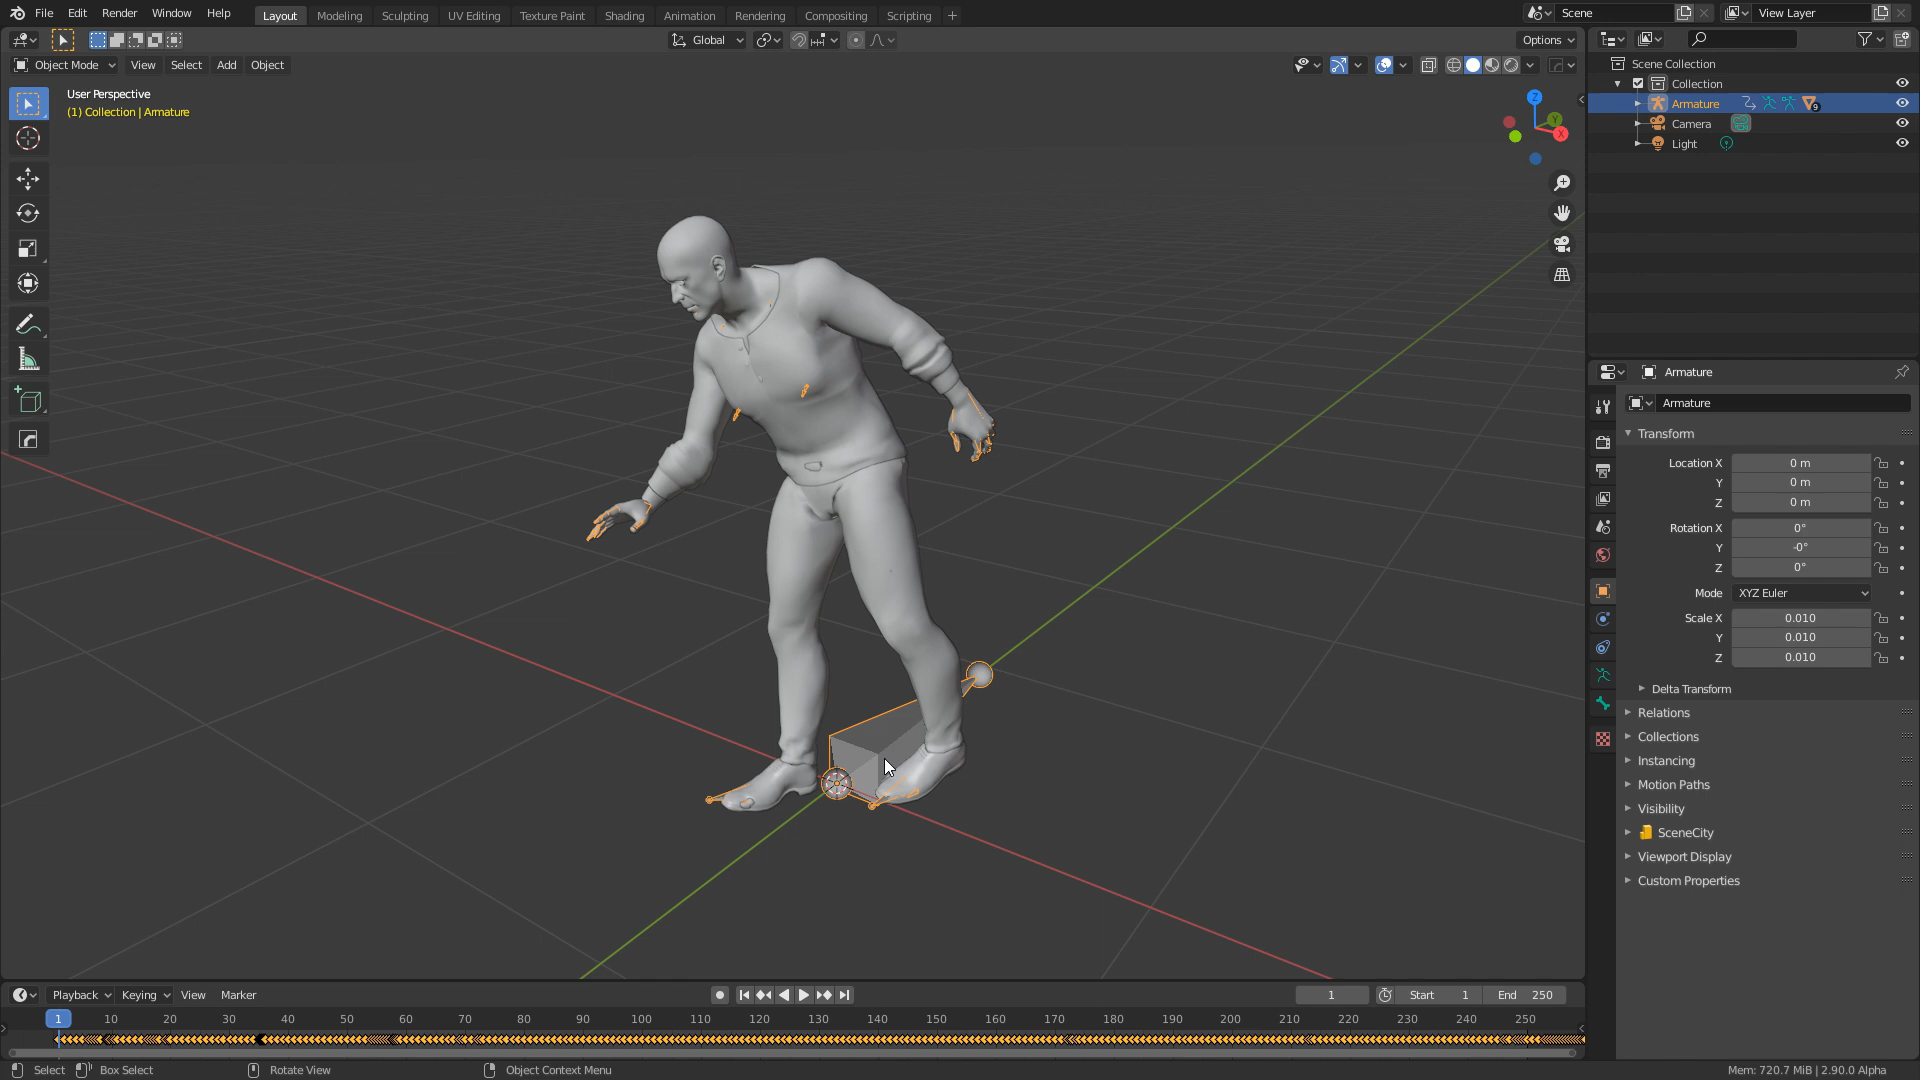 File Edit Render Window Help Layout Modeling Sculpting UV Editing Texture Paint Shading Animation Rendering Compositing Scripting + Scene View Layer
Global Options
Object Mode View Select Add Object
User Perspective
(1) Collection | Armature
Z
Y
X
Scene Collection
Collection
Armature 9
Camera
Light
Armature
Armature
Transform
Location X 0 m
Y 0 m
Z 0 m
Rotation X 0°
Y -0°
Z 0°
Mode XYZ Euler
Scale X 0.010
Y 0.010
Z 0.010
Delta Transform
Relations
Collections
Instancing
Motion Paths
Visibility
SceneCity
Viewport Display
Custom Properties
Playback Keying View Marker 1 Start 1 End 250
1 10 20 30 40 50 60 70 80 90 100 110 120 130 140 150 160 170 180 190 200 210 220 230 240 250
Select Box Select Rotate View Object Context Menu Mem: 720.7 MiB | 2.90.0 Alpha